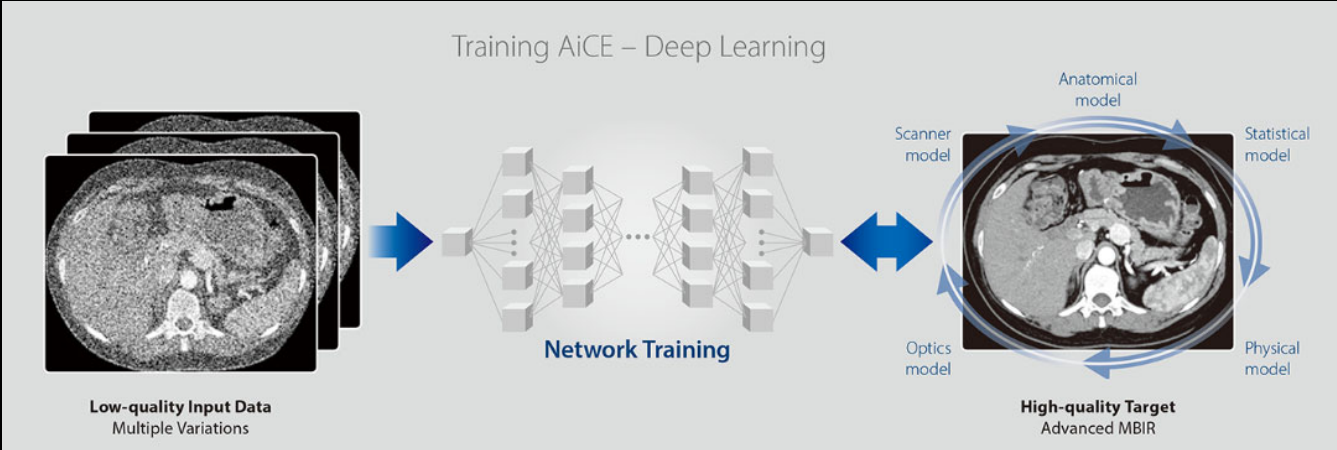 Training AiCE – Deep Learning
Anatomical
model
Scanner
model
Statistical
model
Network Training
Optics
model
Physical
model
Low-quality Input Data
Multiple Variations
High-quality Target
Advanced MBIR